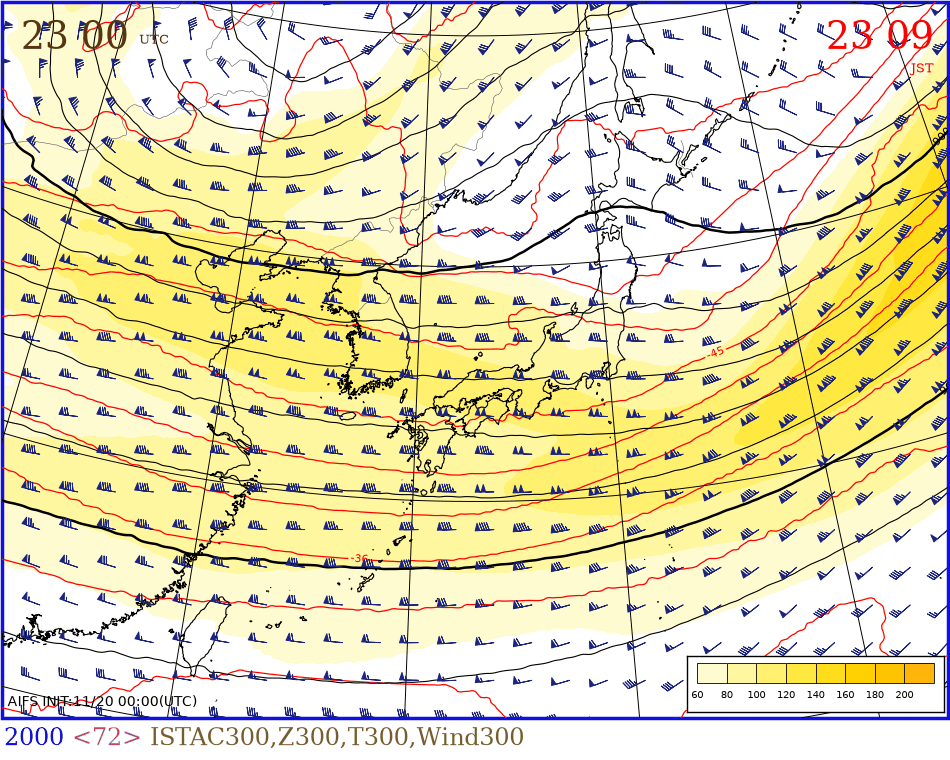 23 00 UTC
23 09
JST
-45
-36
60 80 100 120 140 160 180 200
AIFS INIT:11/20 00:00(UTC)
2000 <72> ISTAC300,Z300,T300,Wind300